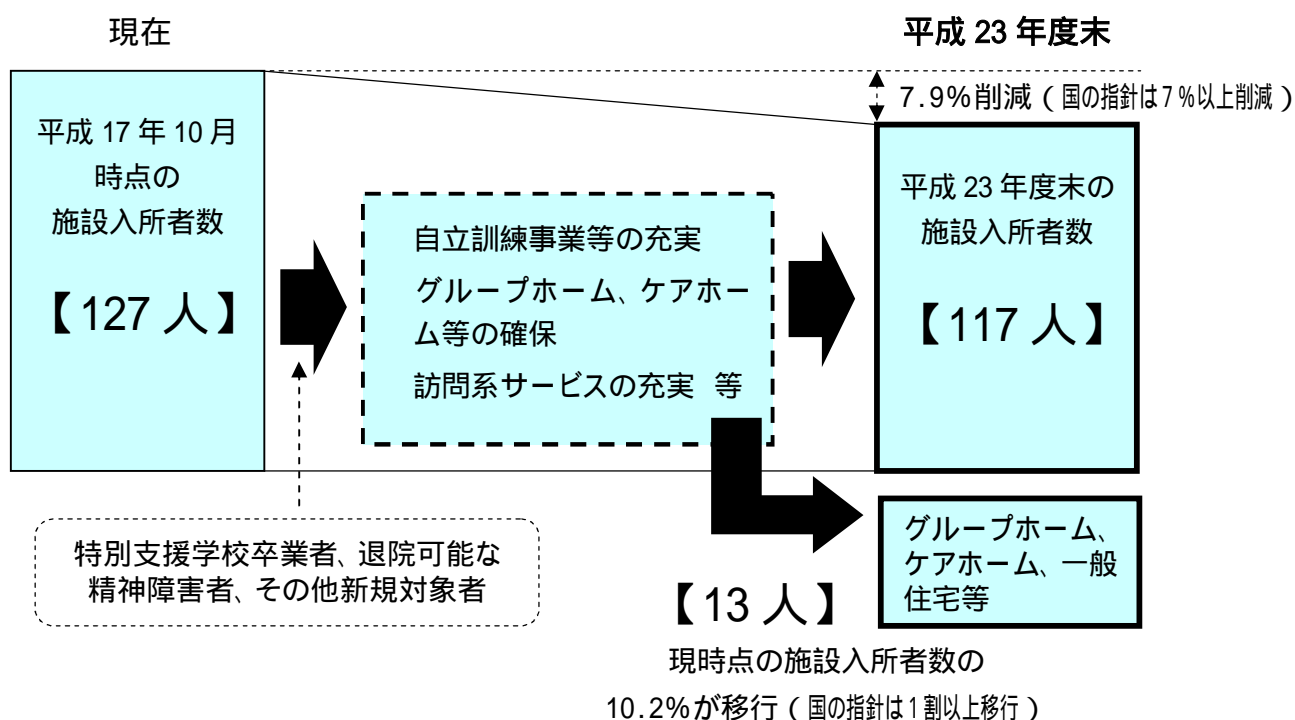 現在
平成 23 年度末
7.9%削減（国の指針は7％以上削減）
平成 17 年 10 月
時点の
施設入所者数
【127 人】
自立訓練事業等の充実
グループホーム、ケアホー
ム等の確保
訪問系サービスの充実 等
平成 23 年度末の
施設入所者数
【117 人】
特別支援学校卒業者、退院可能な
精神障害者、その他新規対象者
グループホーム、
ケアホーム、一般
住宅等
【13 人】
現時点の施設入所者数の
10.2%が移行（国の指針は1割以上移行）